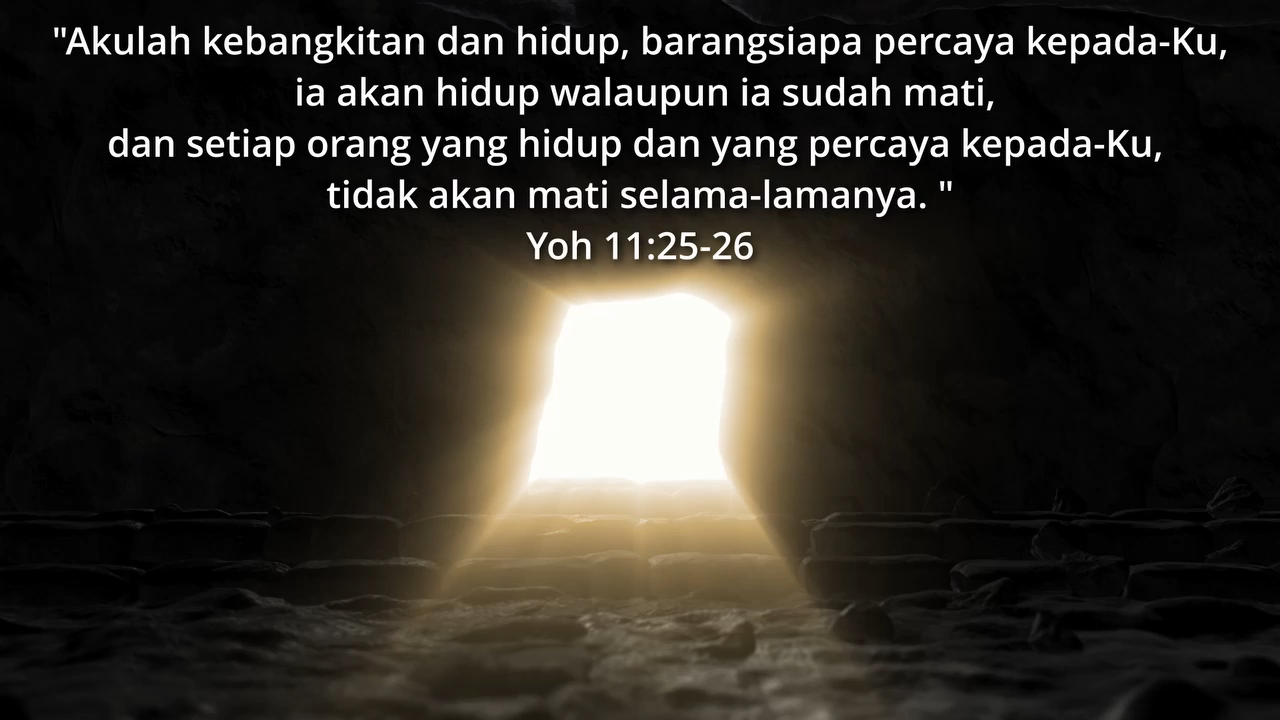 "Akulah kebangkitan dan hidup, barangsiapa percaya kepada-Ku,
ia akan hidup walaupun ia sudah mati,
dan setiap orang yang hidup dan yang percaya kepada-Ku,
tidak akan mati selama-lamanya. "
Yoh 11:25-26